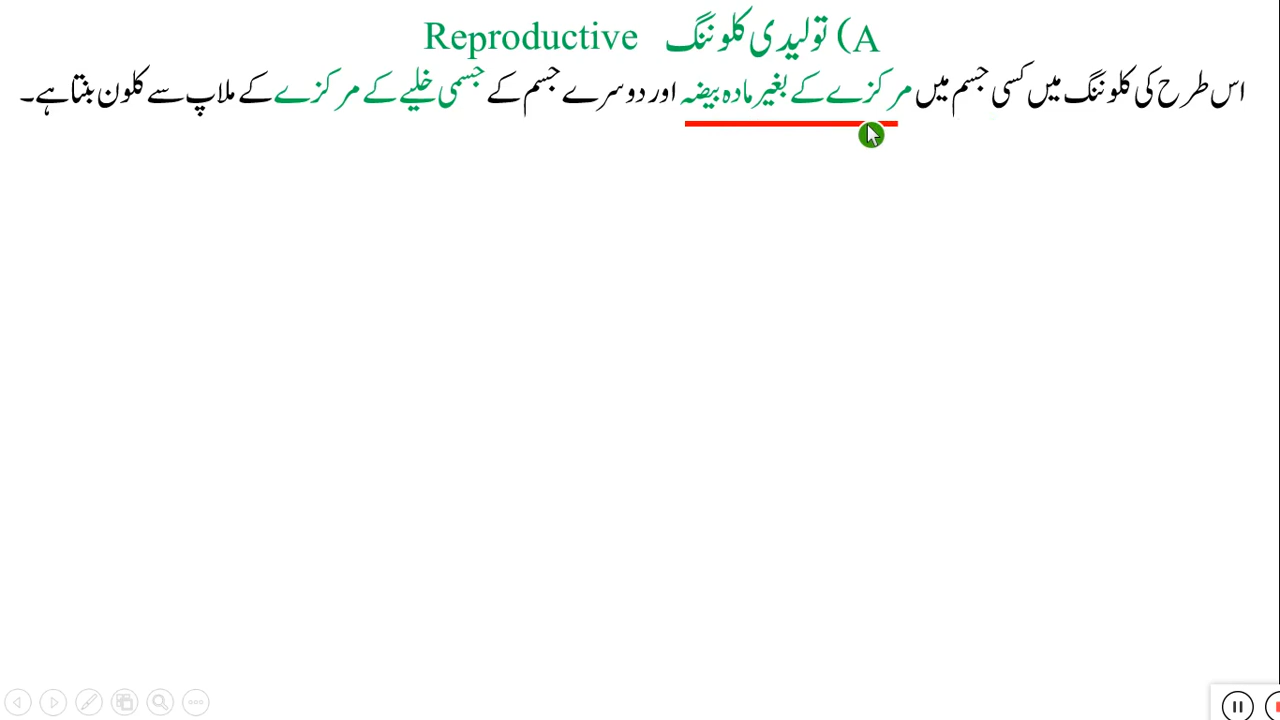 A) تولیدی کلوننگ Reproductive
اس طرح کی کلوننگ میں کسی جسم میں مرکزے کے بغیر مادہ بیضہ اور دوسرے جسم کے جسمی خلیے کے مرکزے کے ملاپ سے کلون بنتا ہے۔